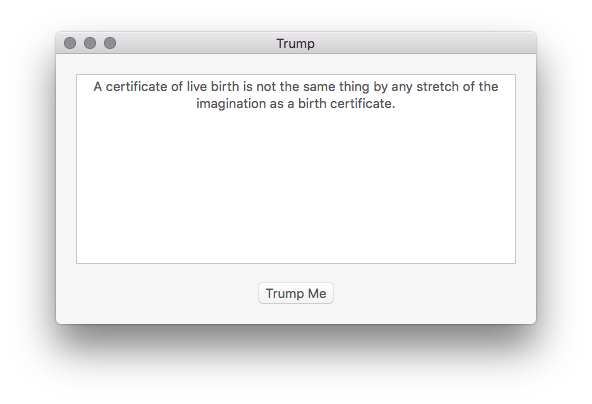 Trump
A certificate of live birth is not the same thing by any stretch of the
imagination as a birth certificate.
Trump Me